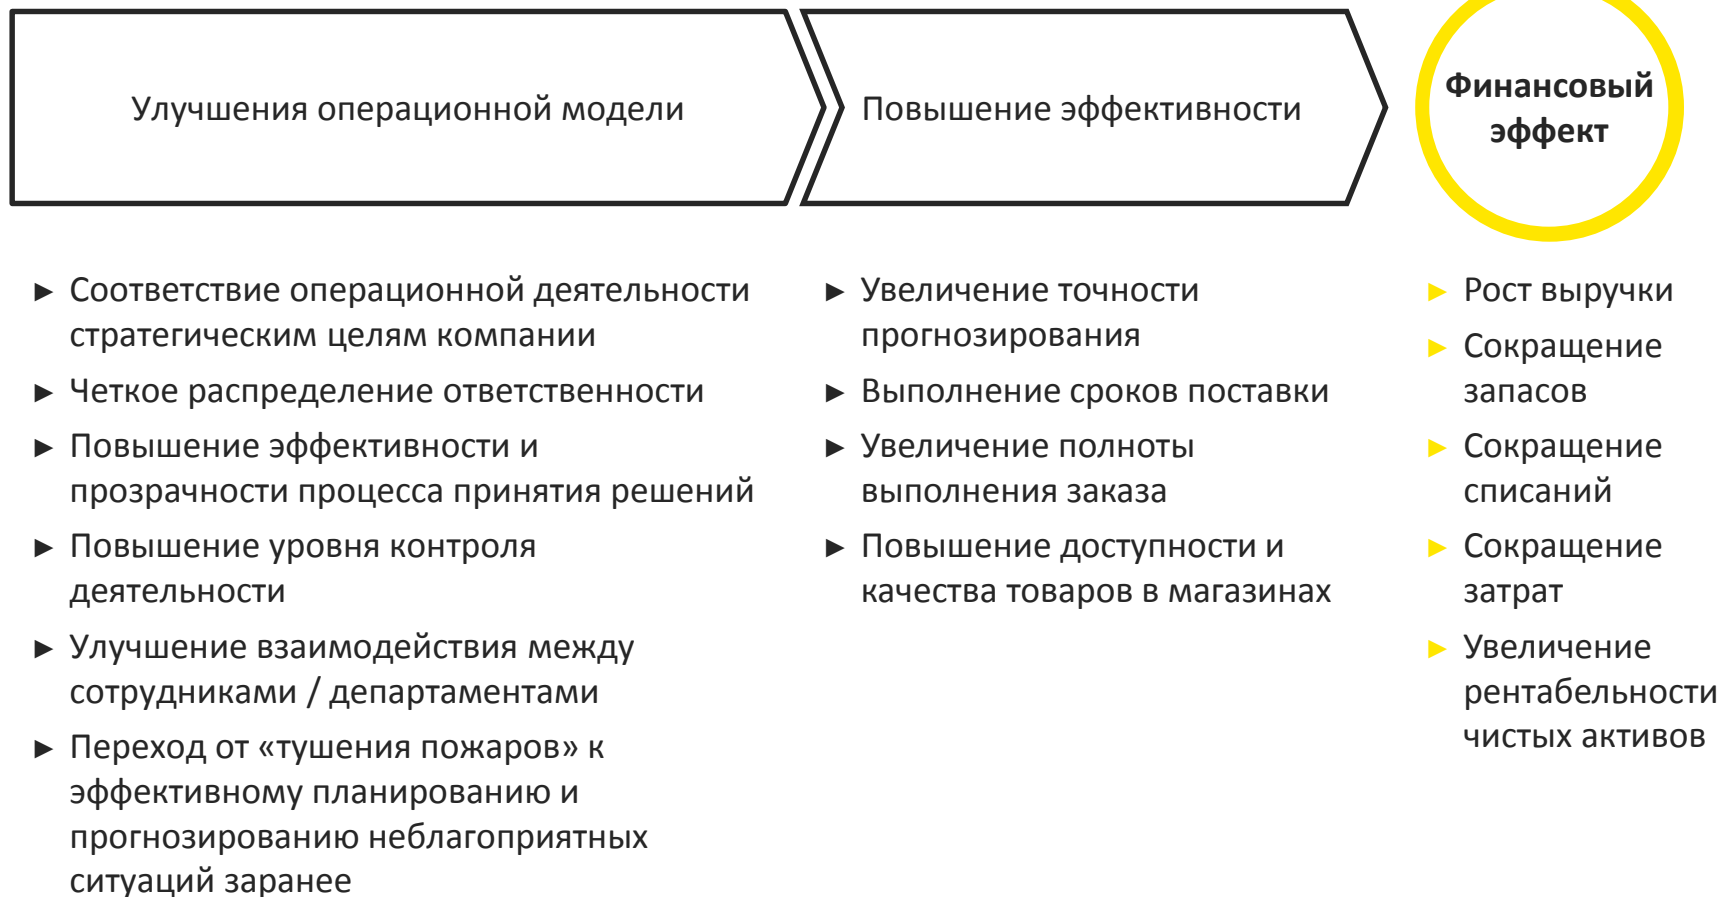 Улучшения операционной модели
Повышение эффективности
Финансовый
эффект
► Соответствие операционной деятельности
стратегическим целям компании
► Четкое распределение ответственности
► Повышение эффективности и
прозрачности процесса принятия решений
► Повышение уровня контроля
деятельности
► Улучшение взаимодействия между
сотрудниками / департаментами
► Переход от «тушения пожаров» к
эффективному планированию и
прогнозированию неблагоприятных
ситуаций заранее
► Увеличение точности
прогнозирования
► Выполнение сроков поставки
► Увеличение полноты
выполнения заказа
► Повышение доступности и
качества товаров в магазинах
► Рост выручки
► Сокращение
запасов
► Сокращение
списаний
► Сокращение
затрат
► Увеличение
рентабельности
чистых активов